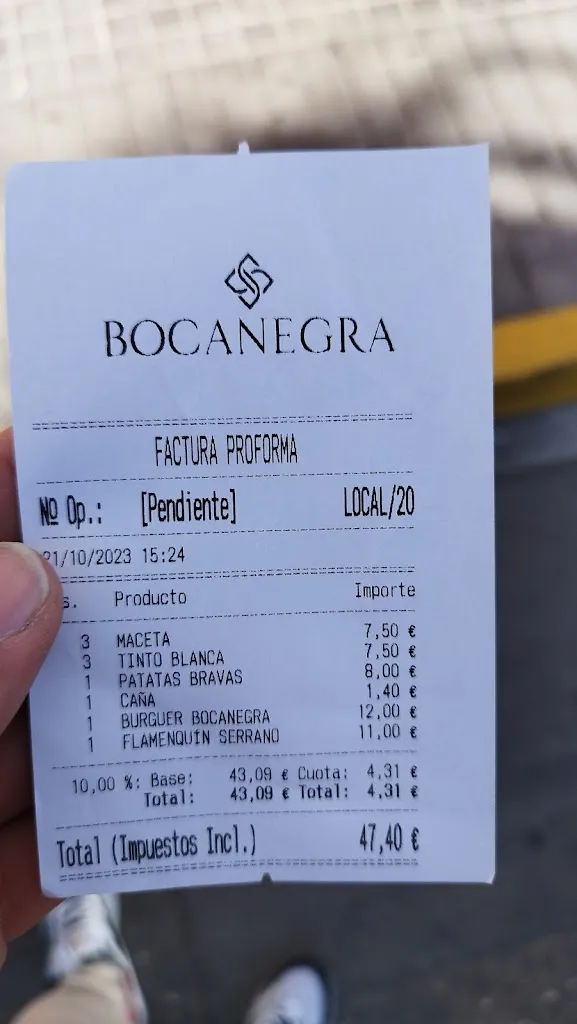 BOCANEGRA
FACTURA PROFORMA
Nº Op.: [Pendiente] LOCAL/20
21/10/2023 15:24
s. Producto Importe
3 MACETA 7,50 €
3 TINTO BLANCA 7,50 €
1 PATATAS BRAVAS 8,00 €
1 CAÑA 1,40 €
1 BURGUER BOCANEGRA 12,00 €
1 FLAMENQUÍN SERRANO 11,00 €
10,00 %: Base: 43,09 € Cuota: 4,31 €
Total: 43,09 € Total: 4,31 €
Total (Impuestos Incl.) 47,40 €